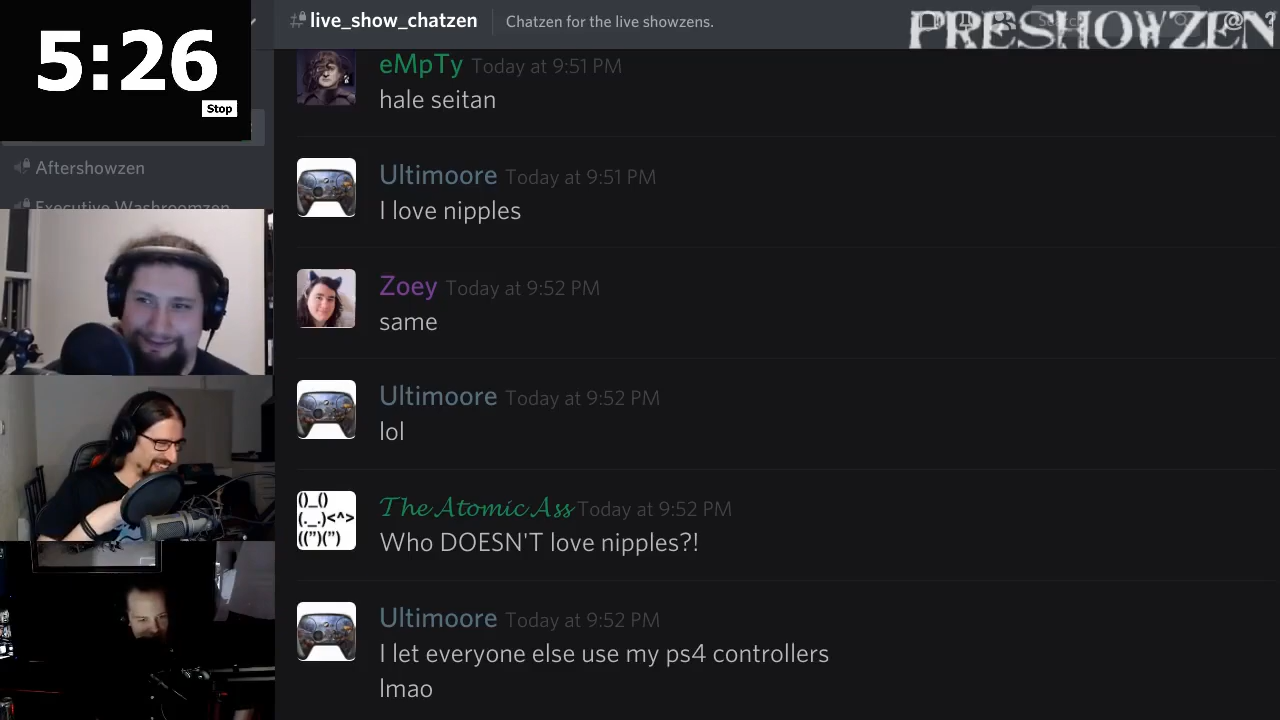 5:26
Stop
live_show_chatzen
Chatzen for the live showzens.
PRESHOWZEN
Search
Aftershowzen
Executive Washroomzen
eMpTy Today at 9:51 PM
hale seitan
Ultimoore Today at 9:51 PM
I love nipples
Zoey Today at 9:52 PM
same
Ultimoore Today at 9:52 PM
lol
()_()
(._.)<^>
((")(")
The Atomic Ass Today at 9:52 PM
Who DOESN'T love nipples?!
Ultimoore Today at 9:52 PM
I let everyone else use my ps4 controllers
lmao